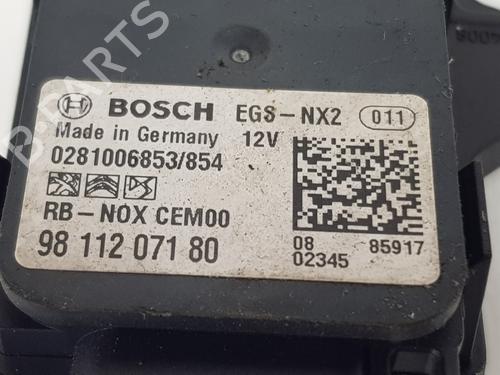 BOSCH EGS-NX2 011
Made in Germany 12V
0281006853/854
RB-NOX CEM00
98 112 071 80
08 85917
02345
B-PARTS